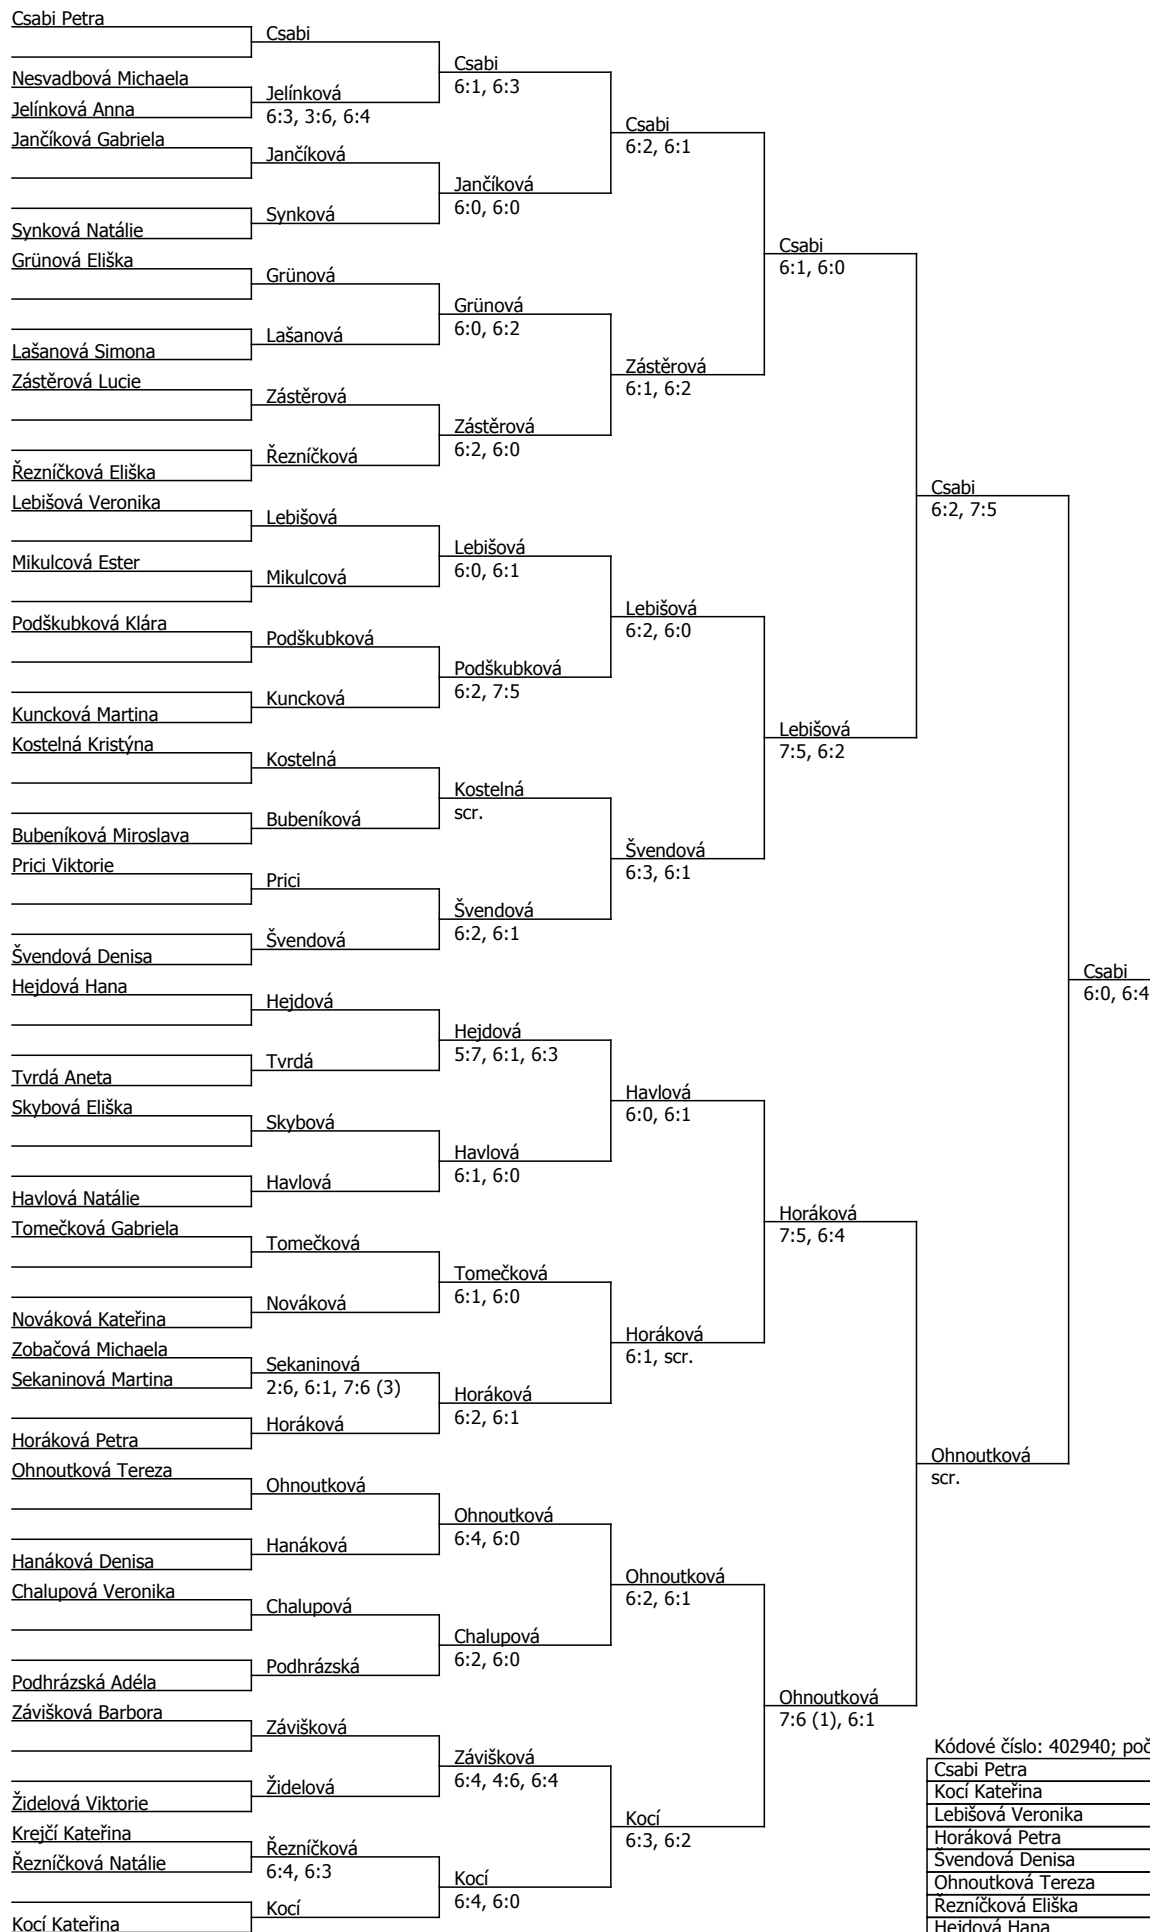 Csabi Petra
Csabi
Csabi
6:1, 6:3
Nesvadbová Michaela
Jelínková Anna
Jelínková
6:3, 3:6, 6:4
Csabi
6:2, 6:1
Jančíková Gabriela
Jančíková
Jančíková
6:0, 6:0
Synková
Synková Natálie
Csabi
6:1, 6:0
Grünová Eliška
Grünová
Grünová
6:0, 6:2
Lašanová
Lašanová Simona
Zástěrová
6:1, 6:2
Zástěrová Lucie
Zástěrová
Zástěrová
6:2, 6:0
Řezníčková
Řezníčková Eliška
Csabi
6:2, 7:5
Lebišová Veronika
Lebišová
Lebišová
6:0, 6:1
Mikulcová Ester
Mikulcová
Lebišová
6:2, 6:0
Podškubková Klára
Podškubková
Podškubková
6:2, 7:5
Kuncková
Kuncková Martina
Lebišová
7:5, 6:2
Kostelná Kristýna
Kostelná
Kostelná
scr.
Bubeníková
Bubeníková Miroslava
Švendová
6:3, 6:1
Prici Viktorie
Prici
Švendová
6:2, 6:1
Švendová
Švendová Denisa
Csabi
6:0, 6:4
Hejdová Hana
Hejdová
Hejdová
5:7, 6:1, 6:3
Tvrdá
Tvrdá Aneta
Havlová
6:0, 6:1
Skybová Eliška
Skybová
Havlová
6:1, 6:0
Havlová
Havlová Natálie
Horáková
7:5, 6:4
Tomečková Gabriela
Tomečková
Tomečková
6:1, 6:0
Nováková
Nováková Kateřina
Horáková
6:1, scr.
Zobačová Michaela
Sekaninová Martina
Sekaninová
2:6, 6:1, 7:6 (3)
Horáková
6:2, 6:1
Horáková
Horáková Petra
Ohnoutková
scr.
Ohnoutková Tereza
Ohnoutková
Ohnoutková
6:4, 6:0
Hanáková
Hanáková Denisa
Ohnoutková
6:2, 6:1
Chalupová Veronika
Chalupová
Chalupová
6:2, 6:0
Podhrázská
Podhrázská Adéla
Ohnoutková
7:6 (1), 6:1
Závišková Barbora
Závišková
Závišková
6:4, 4:6, 6:4
Židelová
Židelová Viktorie
Kocí
6:3, 6:2
Krejčí Kateřina
Řezníčková Natálie
Řezníčková
6:4, 6:3
Kocí
6:4, 6:0
Kocí
Kocí Kateřina
Kódové číslo: 402940; poč
Csabi Petra
Kocí Kateřina
Lebišová Veronika
Horáková Petra
Švendová Denisa
Ohnoutková Tereza
Řezníčková Eliška
Hejdová Hana